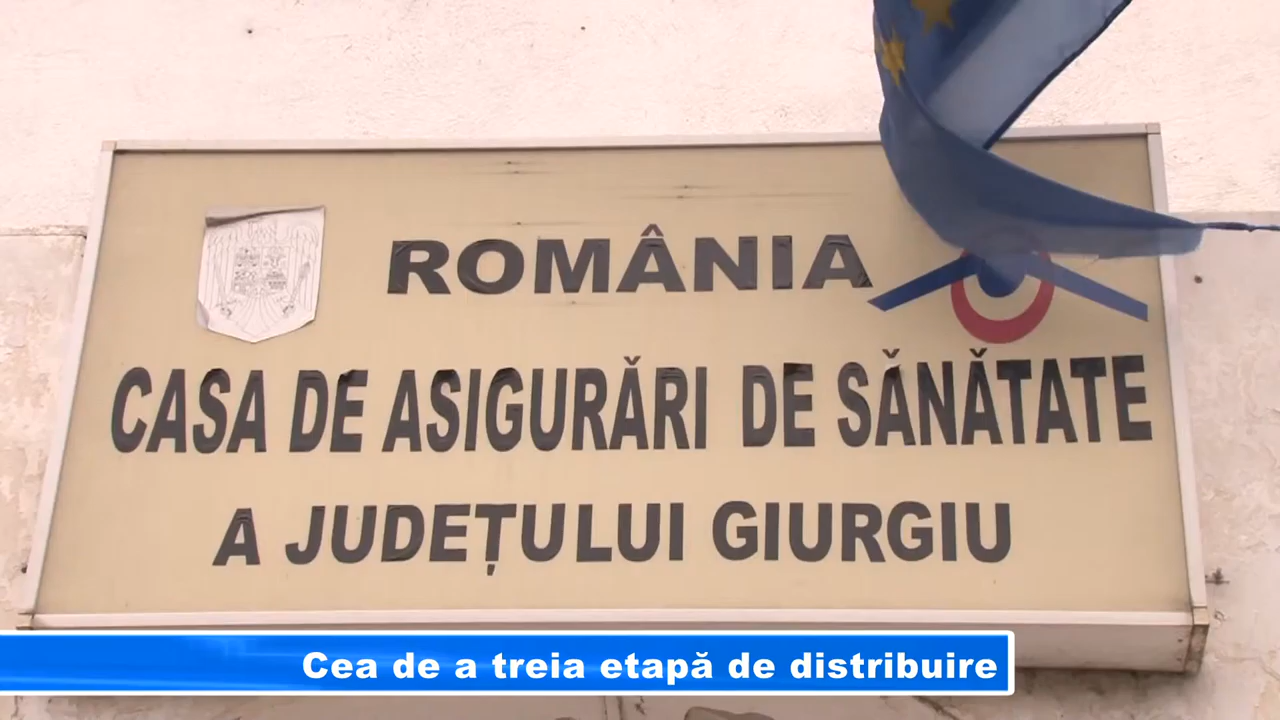 ROMÂNIA
CASA DE ASIGURĂRI DE SĂNĂTATE
A JUDEȚULUI GIURGIU
Cea de a treia etapă de distribuire